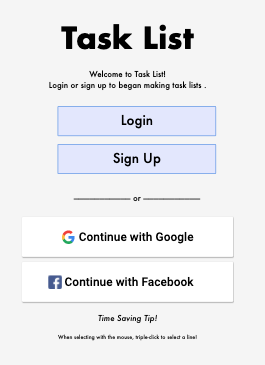 Task List
Welcome to Task List!
Login or sign up to began making task lists .
Login
Sign Up
or
Continue with Google
Continue with Facebook
Time Saving Tip!
When selecting with the mouse, triple-click to select a line!